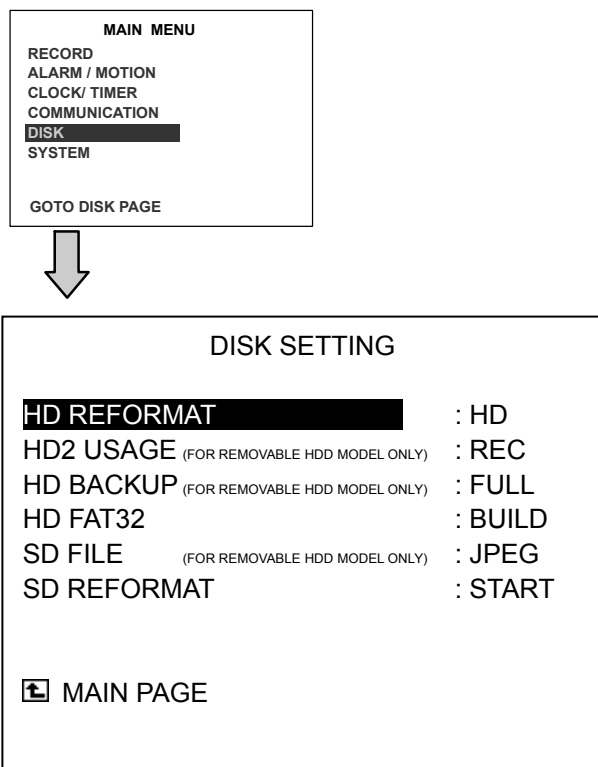 MAIN MENU
RECORD
ALARM / MOTION
CLOCK/ TIMER
COMMUNICATION
DISK
SYSTEM
GOTO DISK PAGE
DISK SETTING
HD REFORMAT : HD
HD2 USAGE (FOR REMOVABLE HDD MODEL ONLY) : REC
HD BACKUP (FOR REMOVABLE HDD MODEL ONLY) : FULL
HD FAT32 : BUILD
SD FILE (FOR REMOVABLE HDD MODEL ONLY) : JPEG
SD REFORMAT : START
MAIN PAGE